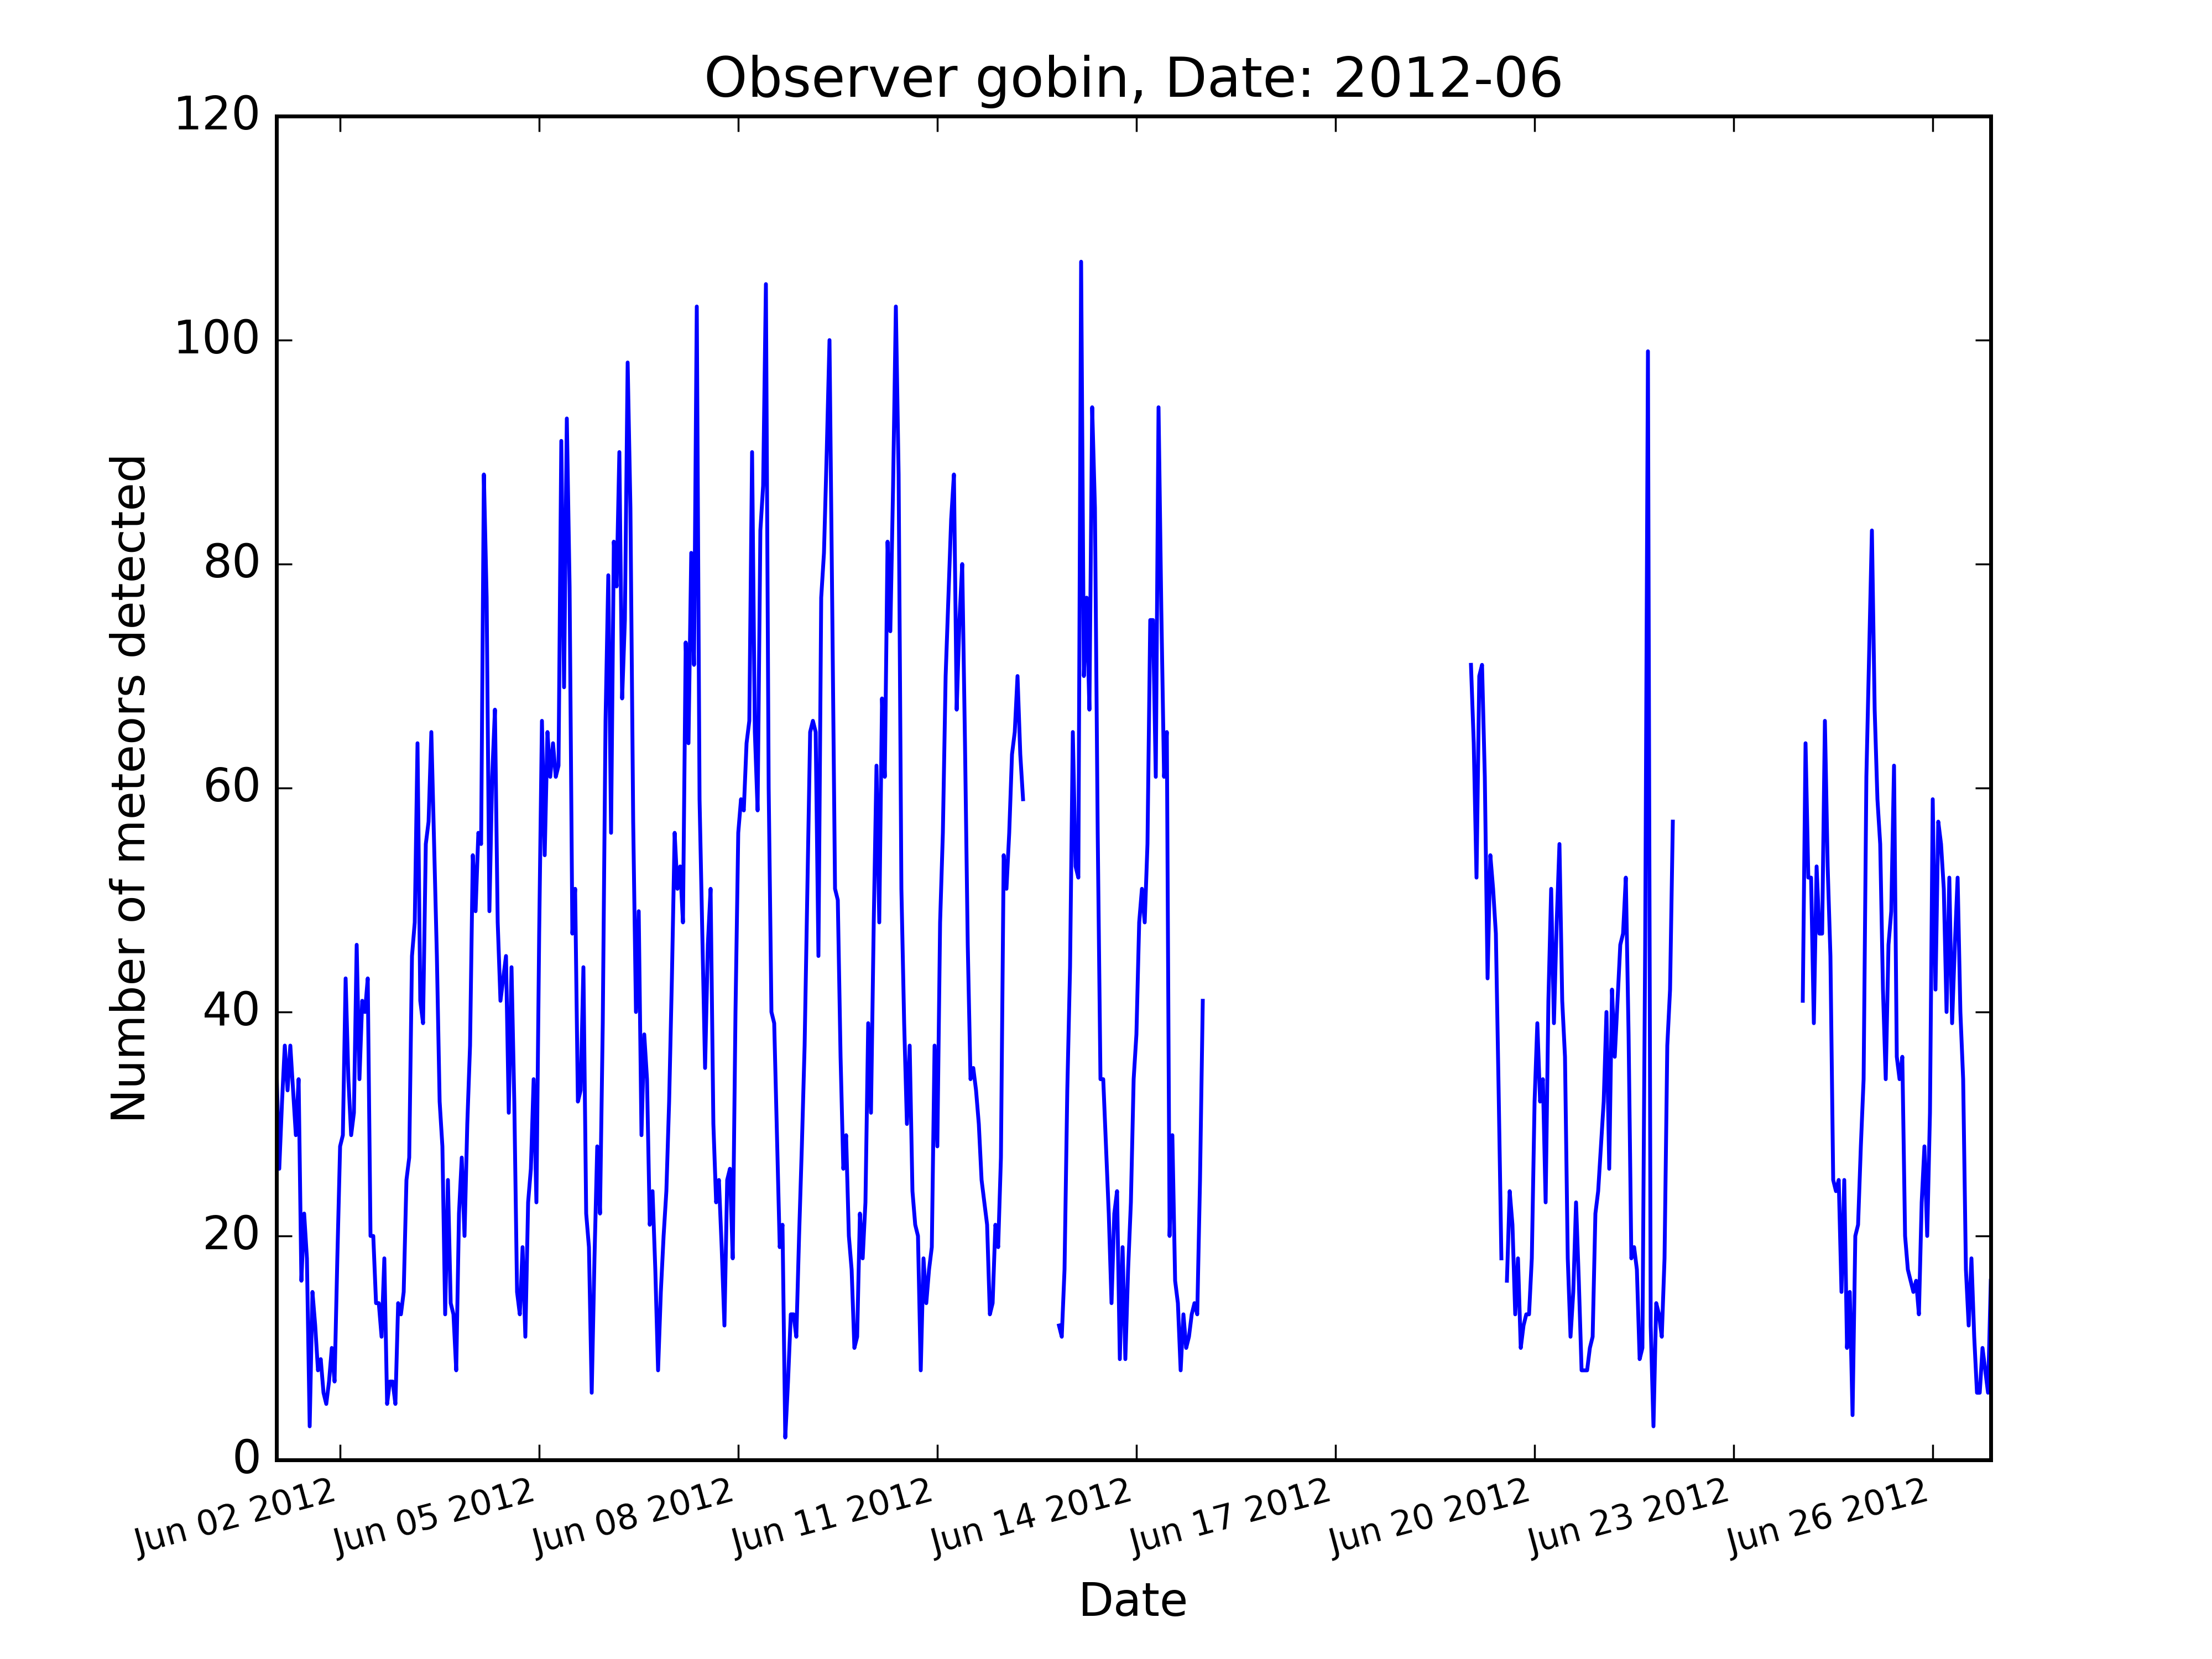 Observer gobin, Date: 2012-06
120
100
80
60
40
20
0
Number of meteors detected
Jun 02 2012
Jun 05 2012
Jun 08 2012
Jun 11 2012
Jun 14 2012
Jun 17 2012
Jun 20 2012
Jun 23 2012
Jun 26 2012
Date